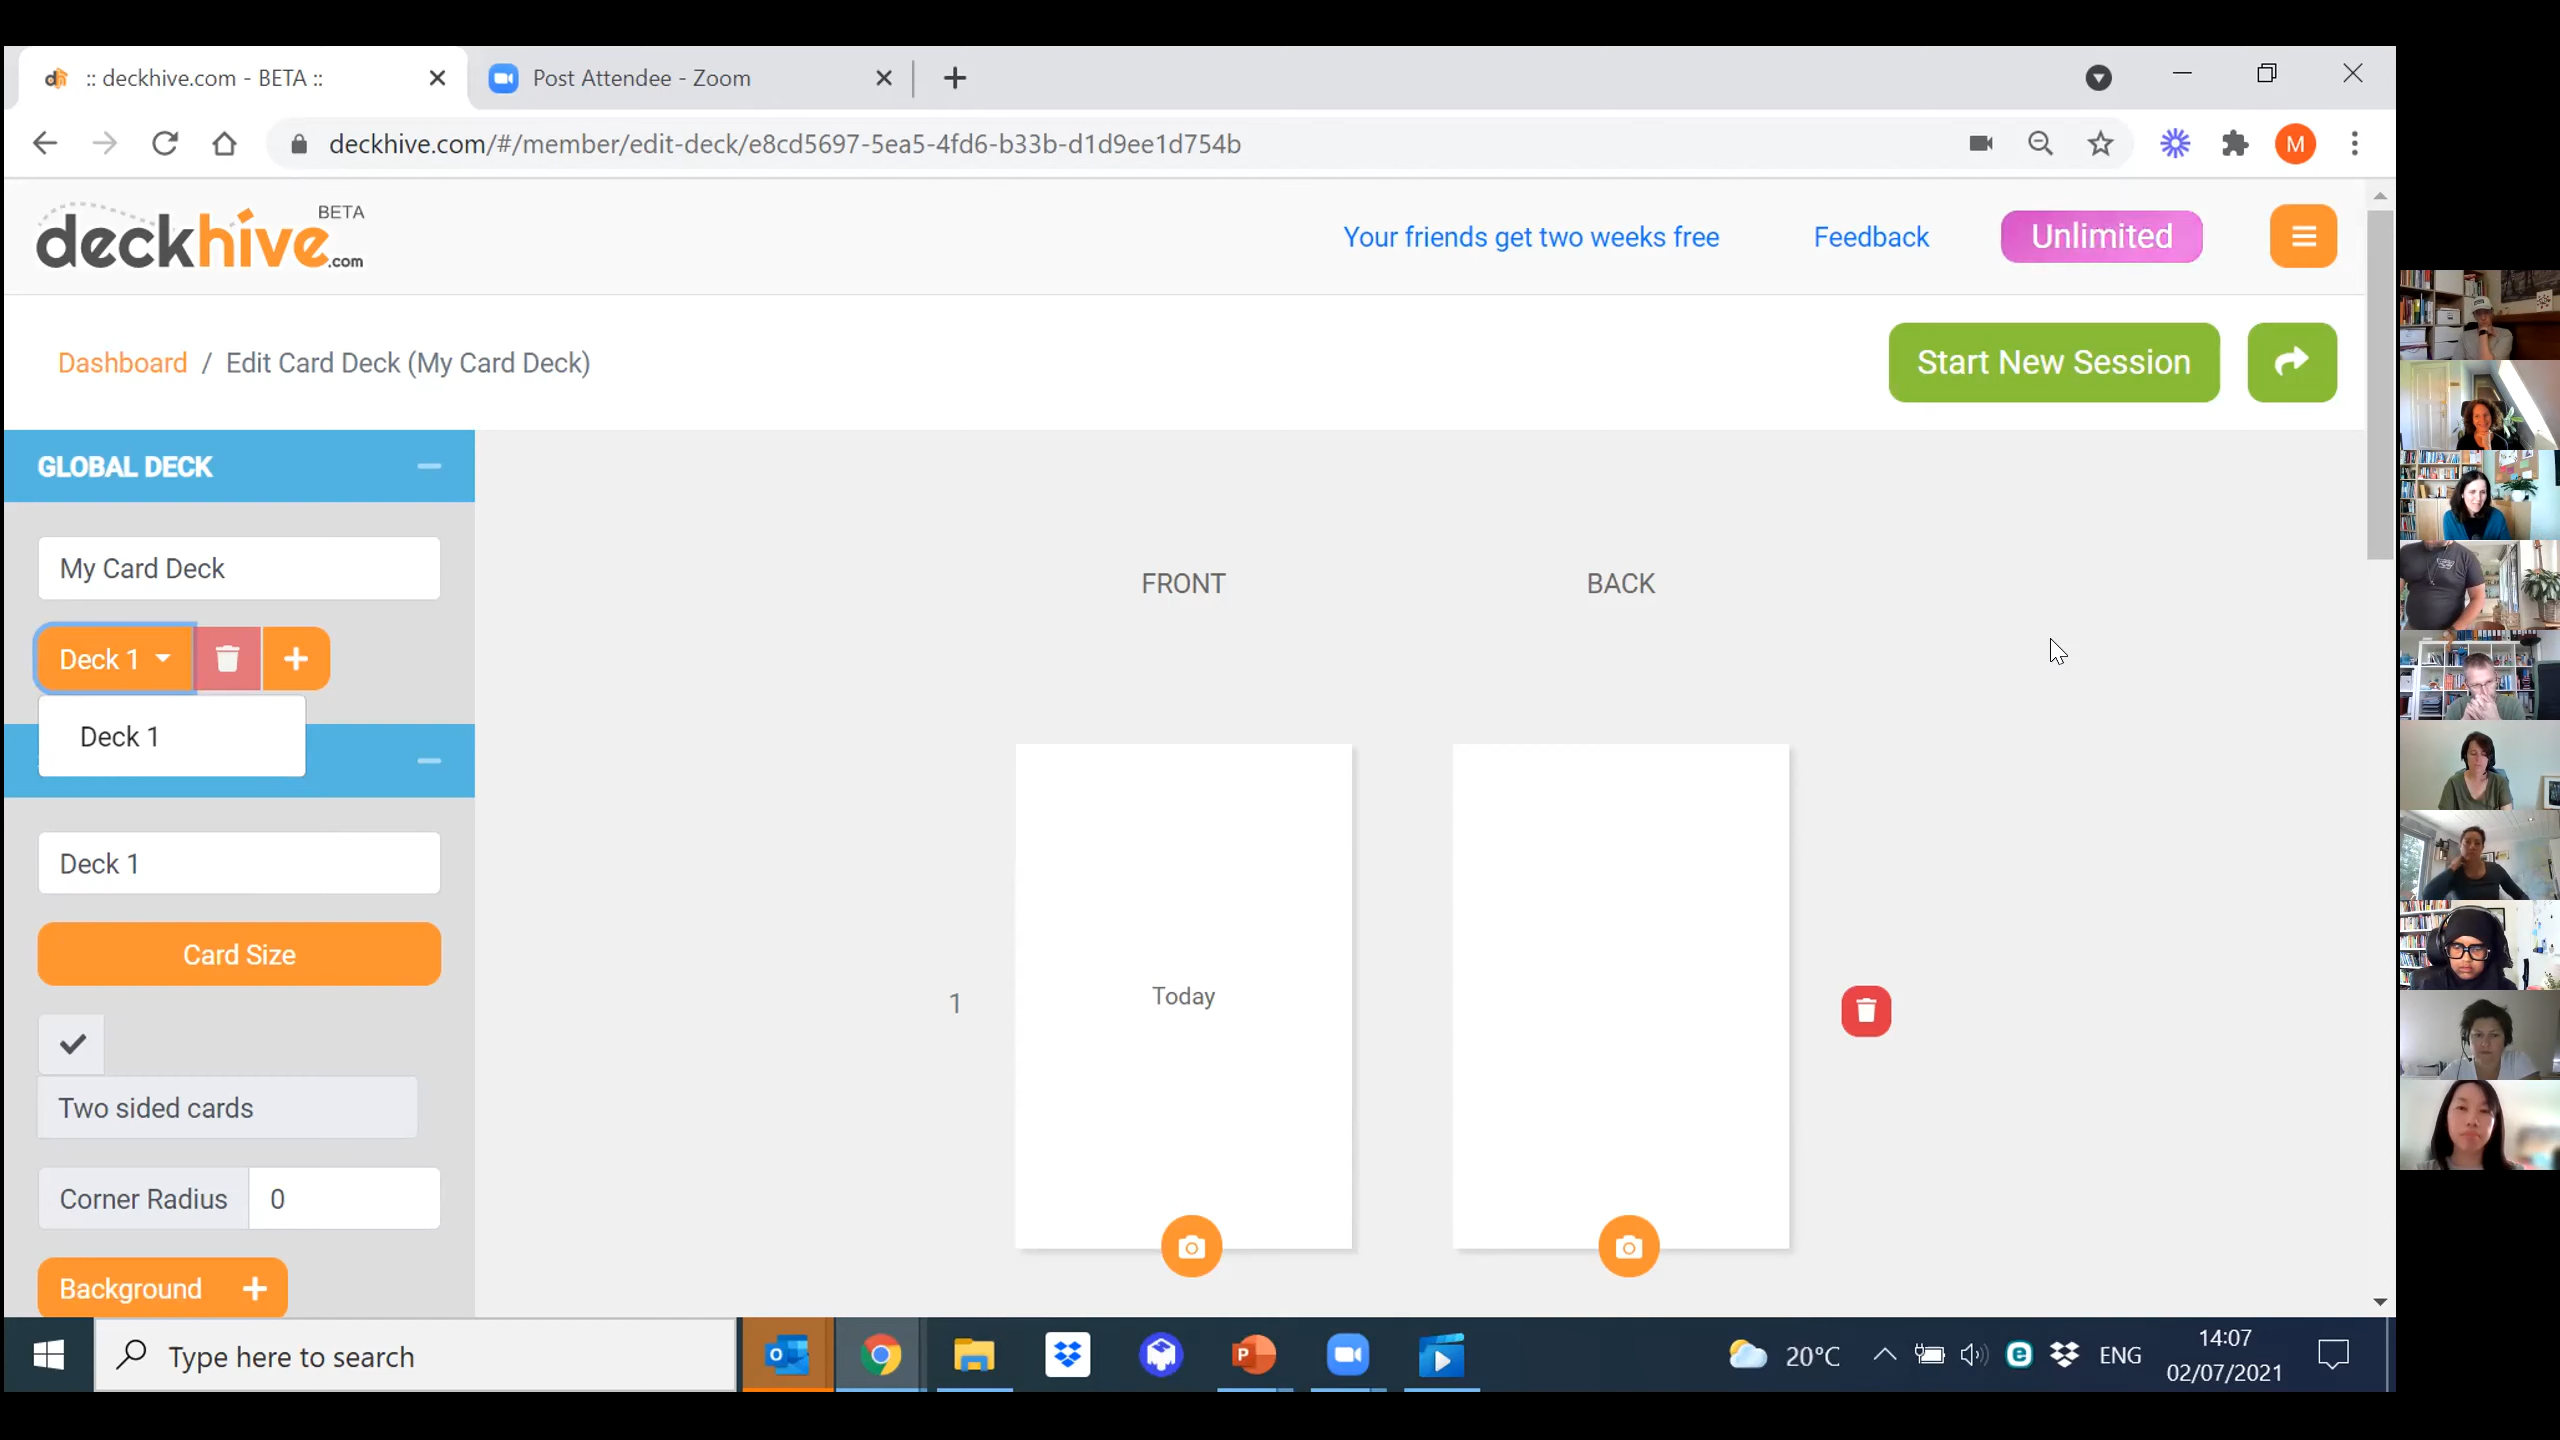 :: deckhive.com - BETA ::
Post Attendee - Zoom
deckhive.com/#/member/edit-deck/e8cd5697-5ea5-4fd6-b33b-d1d9ee1d754b
M
dh
deckhive.com
BETA
Your friends get two weeks free
Feedback
Unlimited
Dashboard / Edit Card Deck (My Card Deck)
Start New Session
GLOBAL DECK
My Card Deck
Deck 1
Deck 1
Deck 1
Card Size
Two sided cards
Corner Radius 0
Background
FRONT
BACK
1
Today
Type here to search
20°C
ENG
14:07
02/07/2021